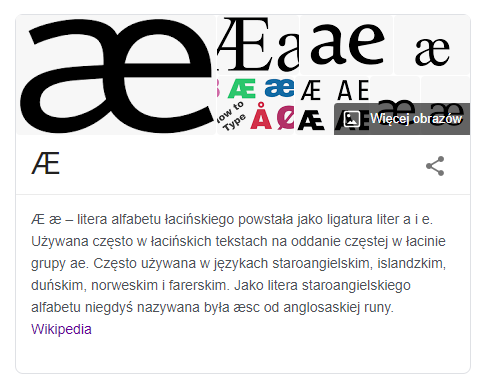 æ
Æa
æ
æ
Æ æ
How to
Type
Å Ø
Æ AE
Æ Æ
æ æ
Więcej obrazów
Æ
Æ æ – litera alfabetu łacińskiego powstała jako ligatura liter a i e.
Używana często w łacińskich tekstach na oddanie częstej w łacinie
grupy ae. Często używana w językach staroangielskim, islandzkim,
duńskim, norweskim i farerskim. Jako litera staroangielskiego
alfabetu niegdyś nazywana była æsc od anglosaskiej runy.
Wikipedia